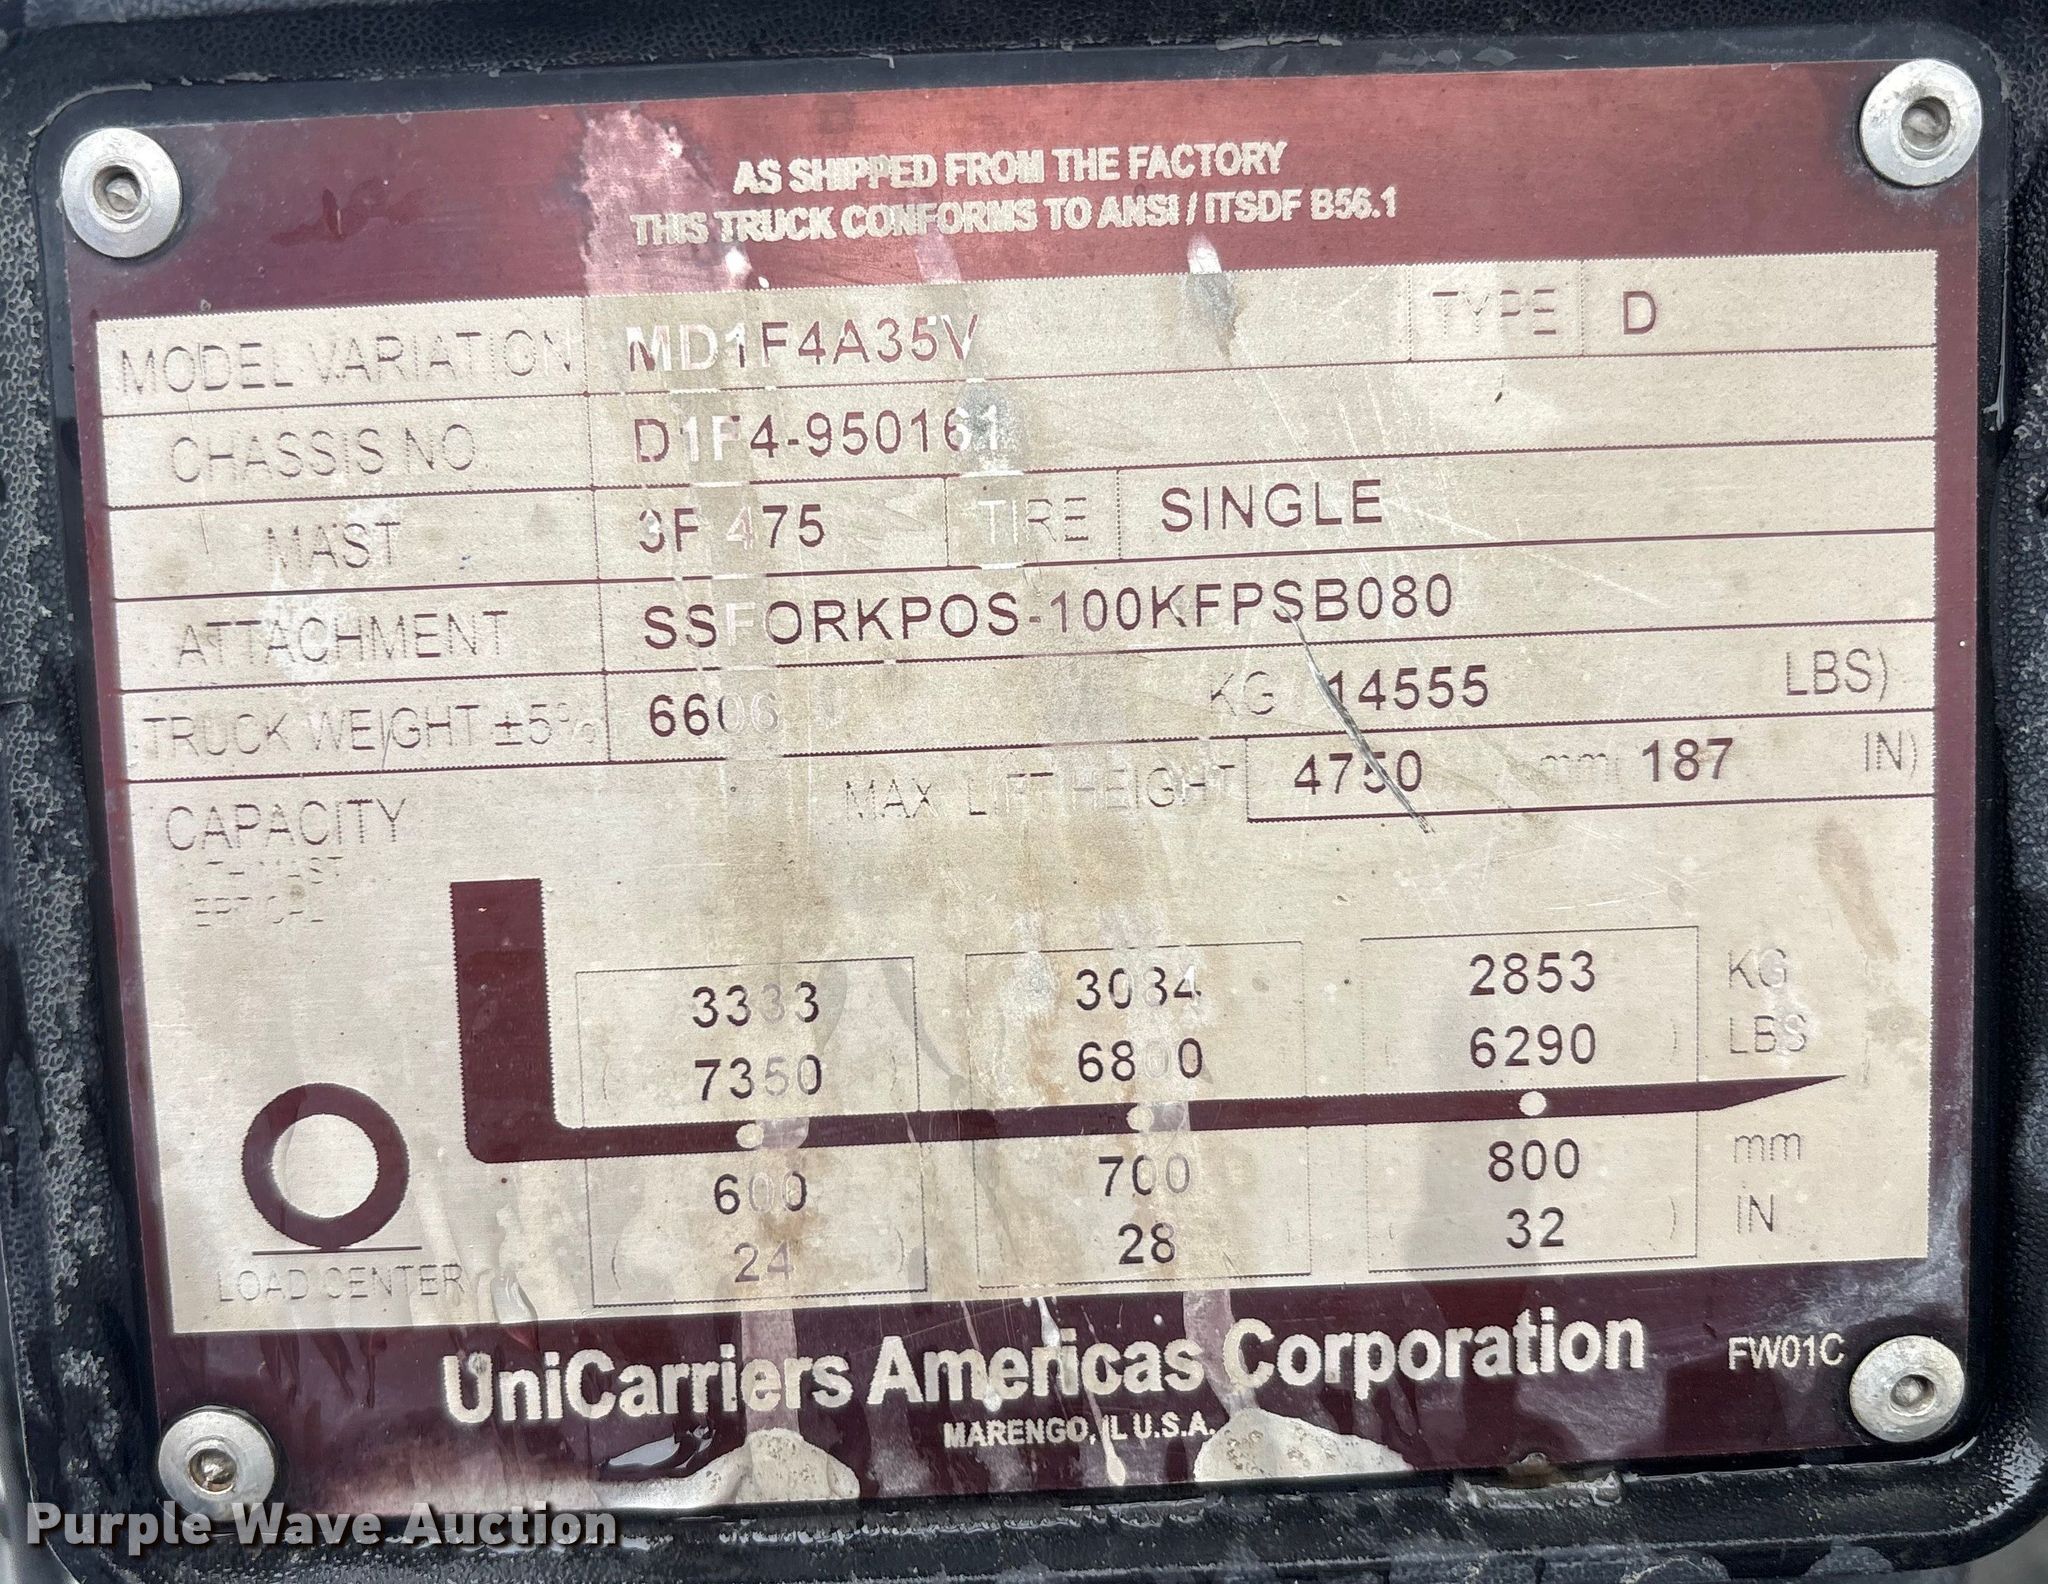 AS SHIPPED FROM THE FACTORY
THIS TRUCK CONFORMS TO ANSI / ITSDF B56.1
MODEL VARIATION MD1F4A35V TYPE D
CHASSIS NO D1F4-950161
MAST 3F 475 TIRE SINGLE
ATTACHMENT SSFORKPOS-100KFPSB080
TRUCK WEIGHT ±5% 6606 KG 14555 LBS)
CAPACITY MAX LIFT HEIGHT 4750 mm 187 IN)
MAST
3333 3084 2853 KG
( 7350 6800 ( 6290 ) LBS
600 700 800 mm
( 24 ) 28 32 ) IN
LOAD CENTER
UniCarriers Americas Corporation FW01C
MARENGO, IL U.S.A.
Purple Wave Auction